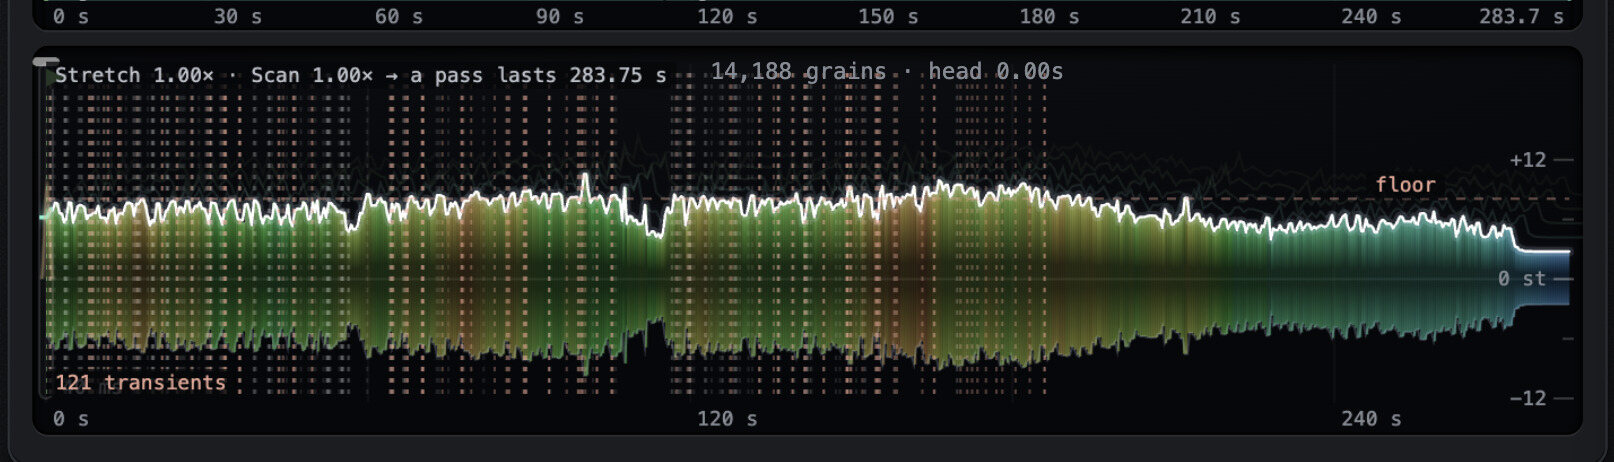 0 s 30 s 60 s 90 s 120 s 150 s 180 s 210 s 240 s 283.7 s
Stretch 1.00× · Scan 1.00× → a pass lasts 283.75 s 14,188 grains · head 0.00s
+12
floor
0 st
121 transients
−12
0 s 120 s 240 s